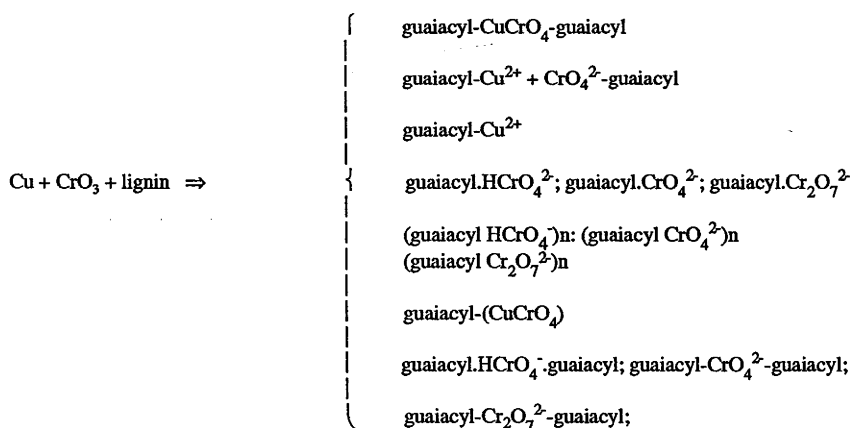 guaiacyl-CuCrO₄-guaiacyl
guaiacyl-Cu²⁺ + CrO₄²⁻-guaiacyl
guaiacyl-Cu²⁺
Cu + CrO₃ + lignin ⇒ { guaiacyl.HCrO₄²⁻; guaiacyl.CrO₄²⁻; guaiacyl.Cr₂O₇²⁻
(guaiacyl HCrO₄⁻)n: (guaiacyl CrO₄²⁻)n
(guaiacyl Cr₂O₇²⁻)n
guaiacyl-(CuCrO₄)
guaiacyl.HCrO₄⁻.guaiacyl; guaiacyl-CrO₄²⁻-guaiacyl;
guaiacyl-Cr₂O₇²⁻-guaiacyl;